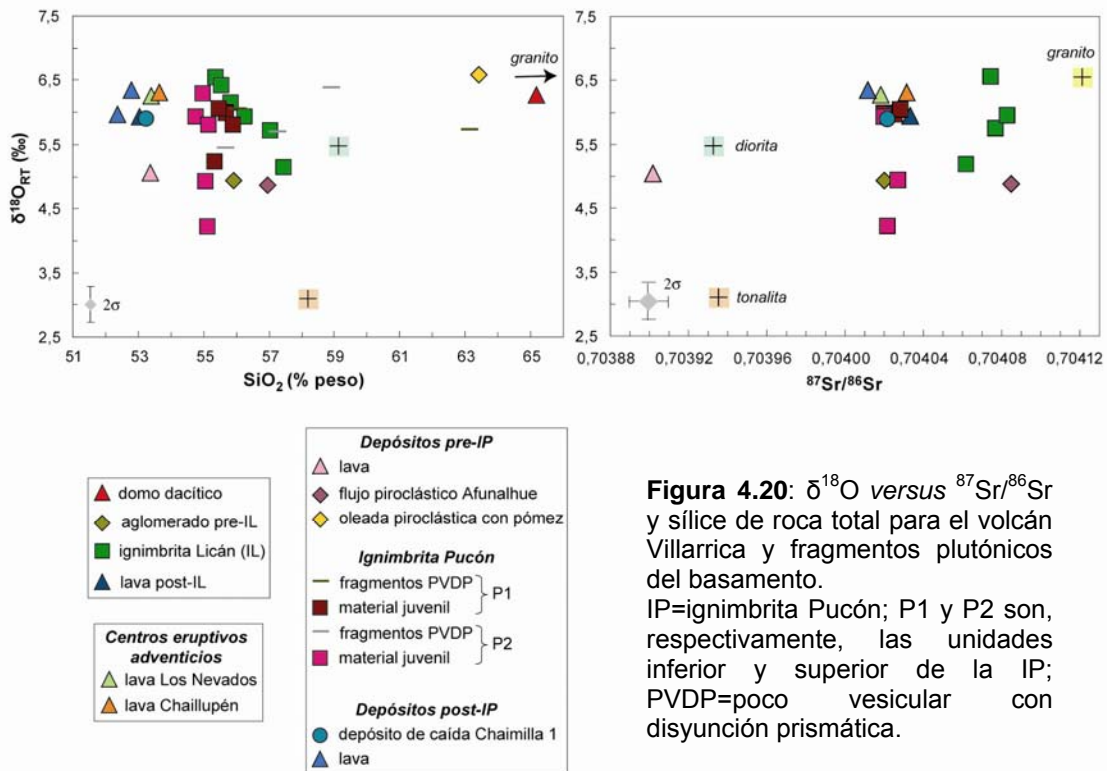 7,5
6,5
5,5
4,5
3,5
2,5
δ¹⁸O_RT (‰)
granito
2σ
51 53 55 57 59 61 63 65
SiO₂ (% peso)
7,5
6,5
5,5
4,5
3,5
2,5
granito
diorita
tonalita
2σ
0,70388 0,70392 0,70396 0,70400 0,70404 0,70408 0,70412
⁸⁷Sr/⁸⁶Sr
domo dacítico
aglomerado pre-IL
ignimbrita Licán (IL)
lava post-IL
Centros eruptivos
adventicios
lava Los Nevados
lava Chaillupén
Depósitos pre-IP
lava
flujo piroclástico Afunalhue
oleada piroclástica con pómez
Ignimbrita Pucón
fragmentos PVDP
material juvenil
P1
fragmentos PVDP
material juvenil
P2
Depósitos post-IP
depósito de caída Chaimilla 1
lava
Figura 4.20: δ¹⁸O versus ⁸⁷Sr/⁸⁶Sr
y sílice de roca total para el volcán
Villarrica y fragmentos plutónicos
del basamento.
IP=ignimbrita Pucón; P1 y P2 son,
respectivamente, las unidades
inferior y superior de la IP;
PVDP=poco vesicular con
disyunción prismática.